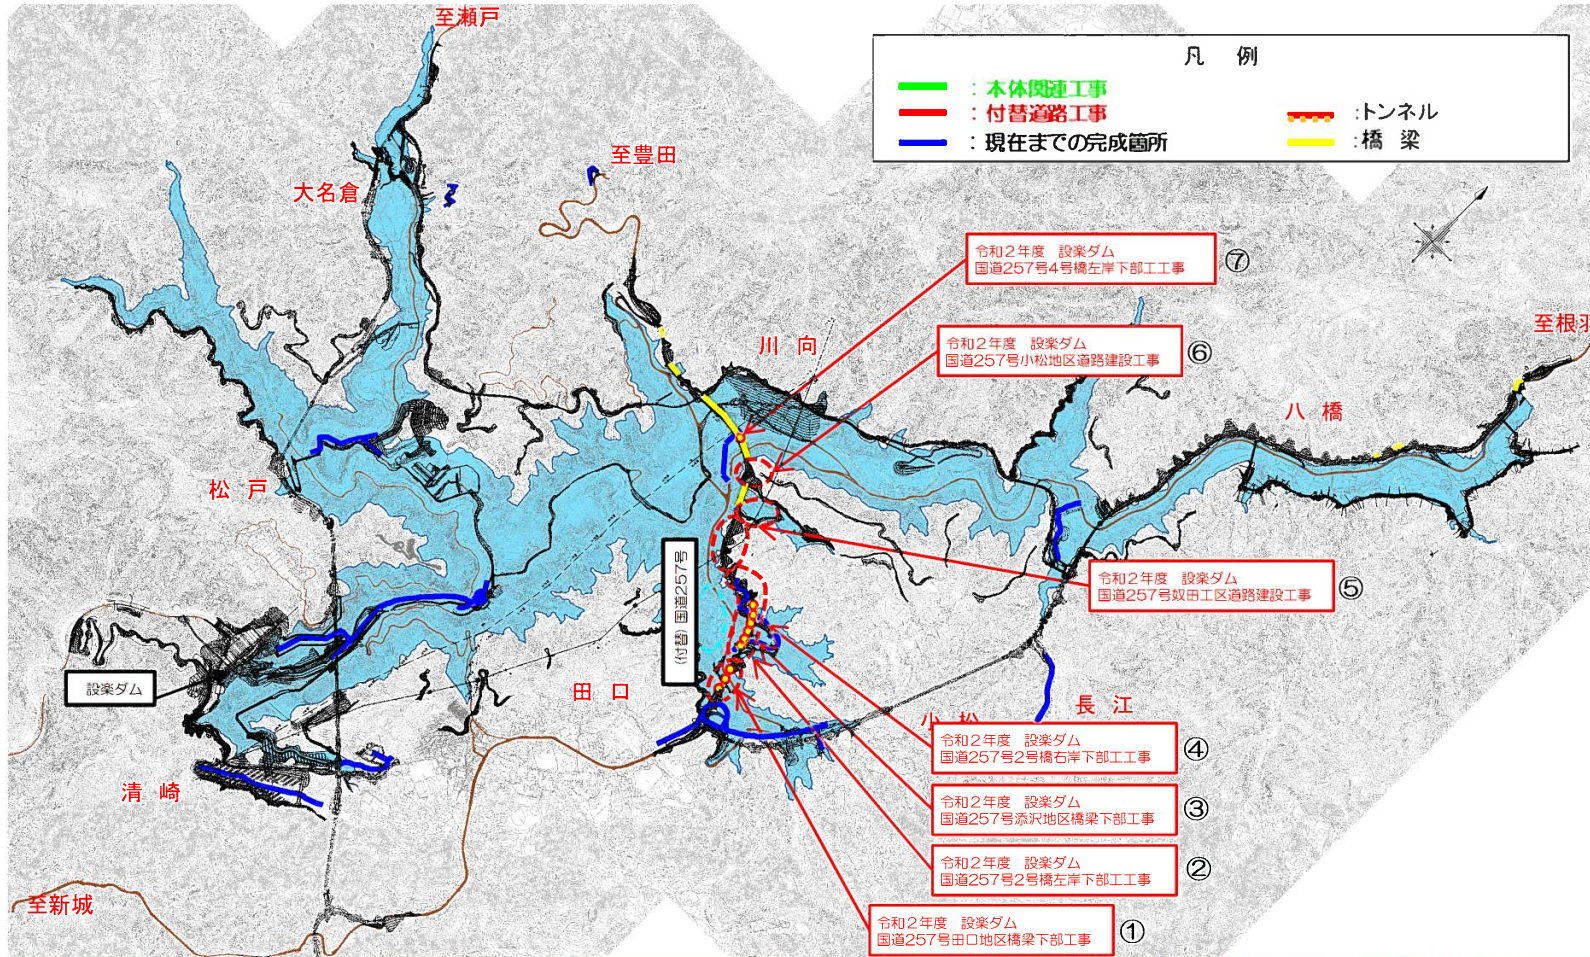 至瀬戸
凡 例
：本体関連工事
：付替道路工事
：現在までの完成箇所
：トンネル
：橋 梁
至豊田
大名倉
令和２年度　設楽ダム
国道257号4号橋左岸下部工工事
⑦
令和２年度　設楽ダム
国道257号小松地区道路建設工事
⑥
川 向
至根羽
八 橋
松 戸
(付替) 国道257号
令和２年度　設楽ダム
国道257号奴田工区道路建設工事
⑤
設楽ダム
田 口
小 松
長 江
令和２年度　設楽ダム
国道257号2号橋右岸下部工工事
④
清 崎
令和２年度　設楽ダム
国道257号添沢地区橋梁下部工事
③
令和２年度　設楽ダム
国道257号2号橋左岸下部工工事
②
至新城
令和２年度　設楽ダム
国道257号田口地区橋梁下部工事
①